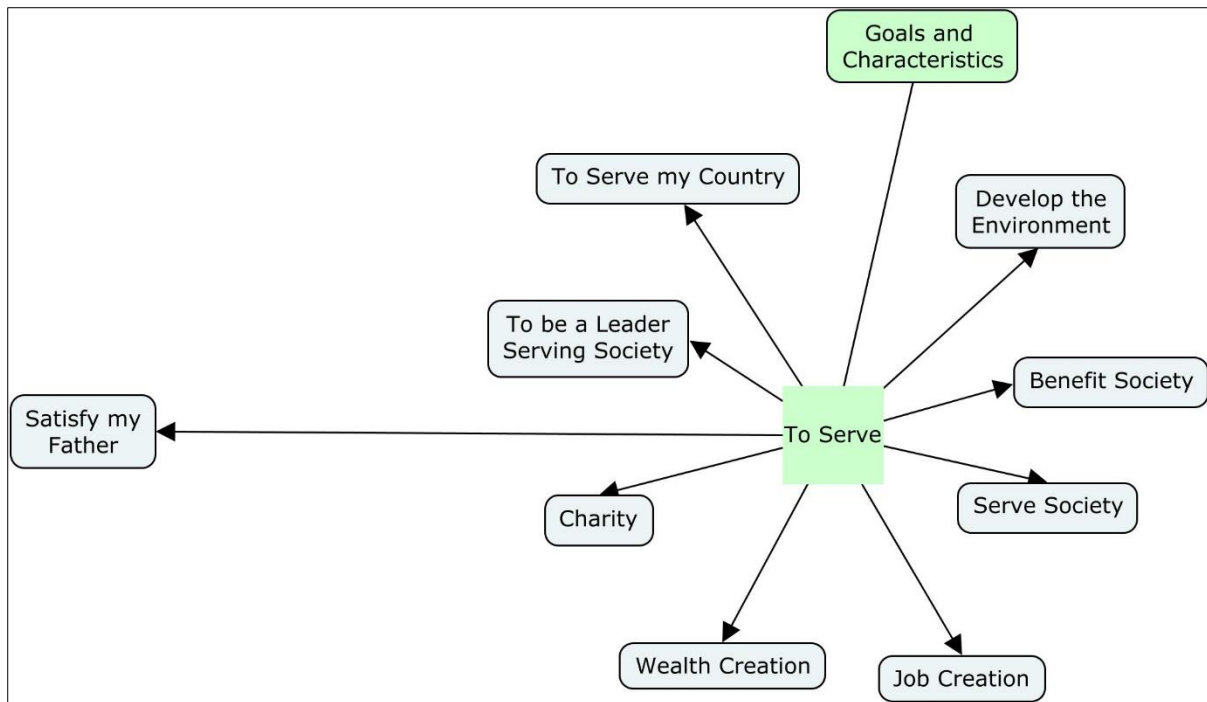 Goals and
Characteristics
To Serve my Country
Develop the
Environment
To be a Leader
Serving Society
Benefit Society
Satisfy my
Father
To Serve
Charity
Serve Society
Wealth Creation
Job Creation